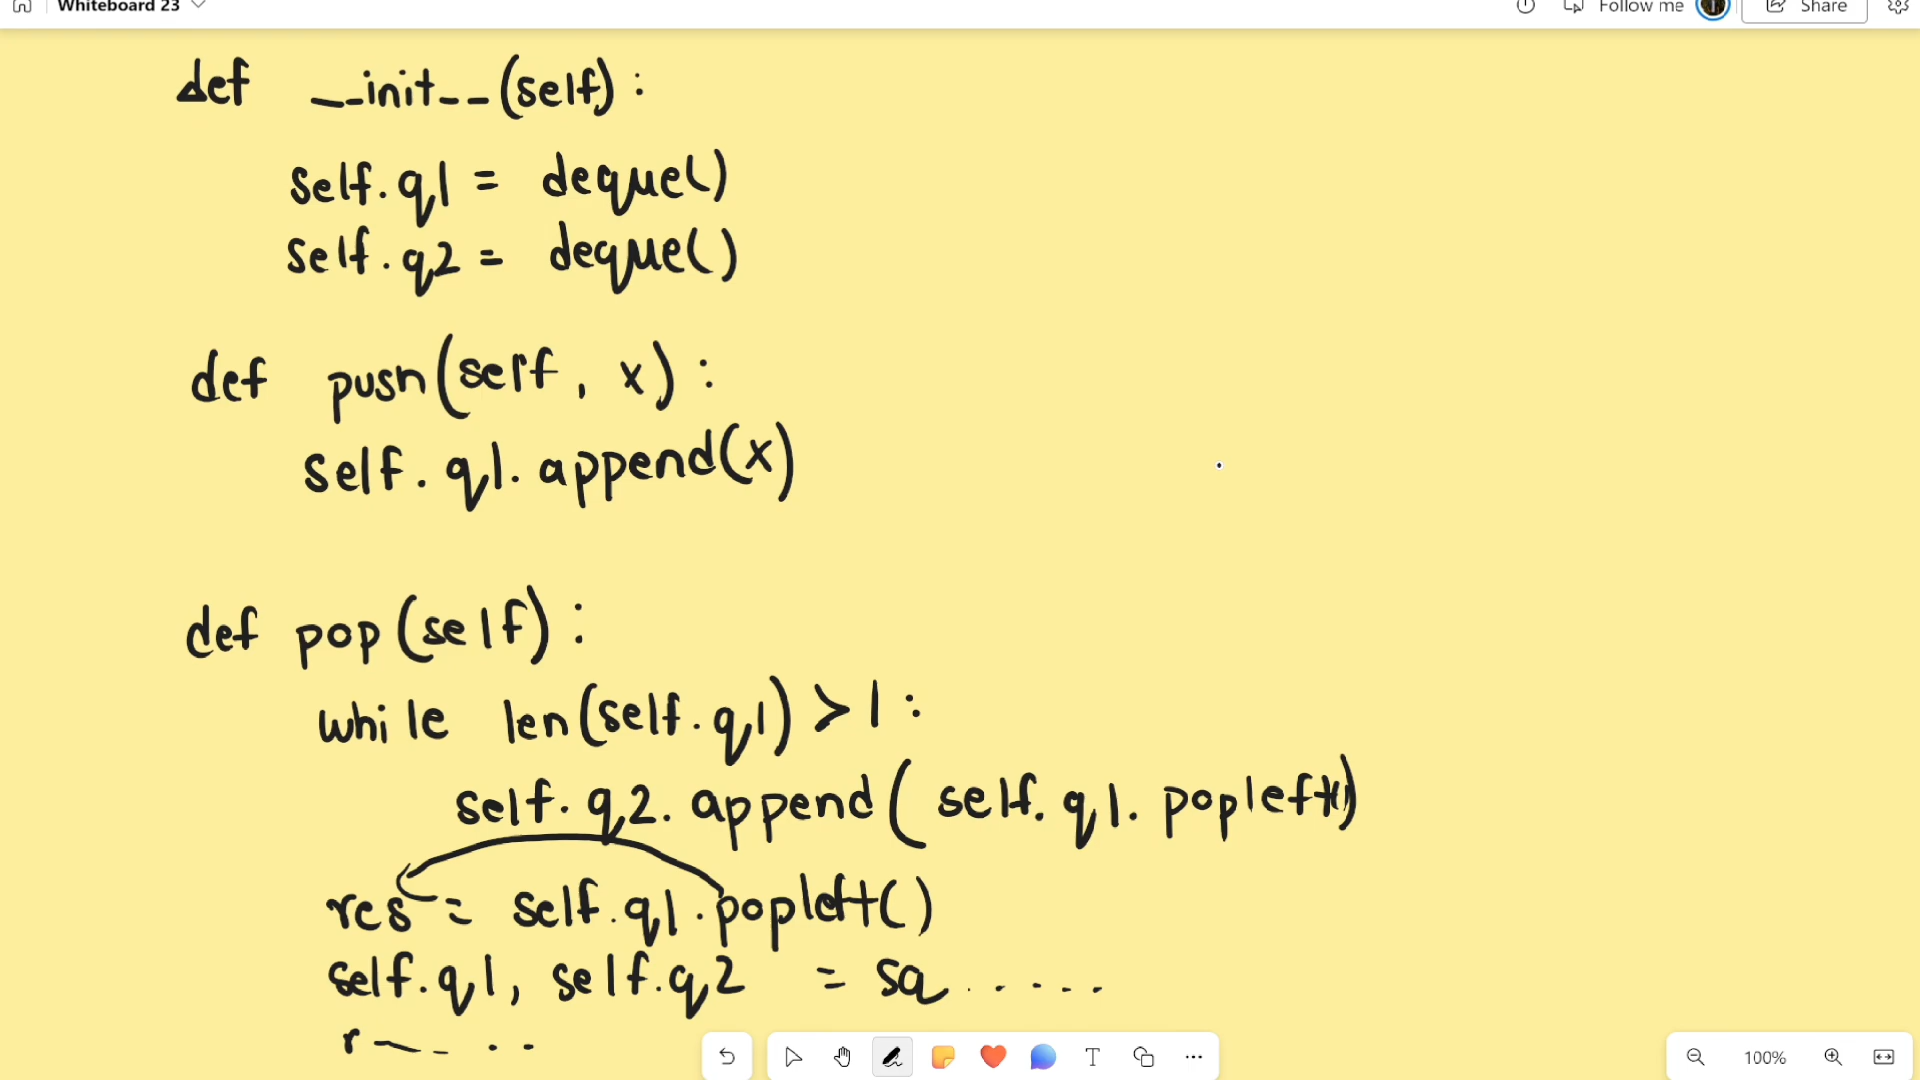 Whiteboard 23
Follow me
Share
def __init__(self):
self.q1 = deque()
self.q2 = deque()
def push(self, x):
self.q1.append(x)
def pop(self):
while len(self.q1) > 1:
self.q2.append(self.q1.popleft())
res = self.q1.popleft()
self.q1, self.q2 =
100%